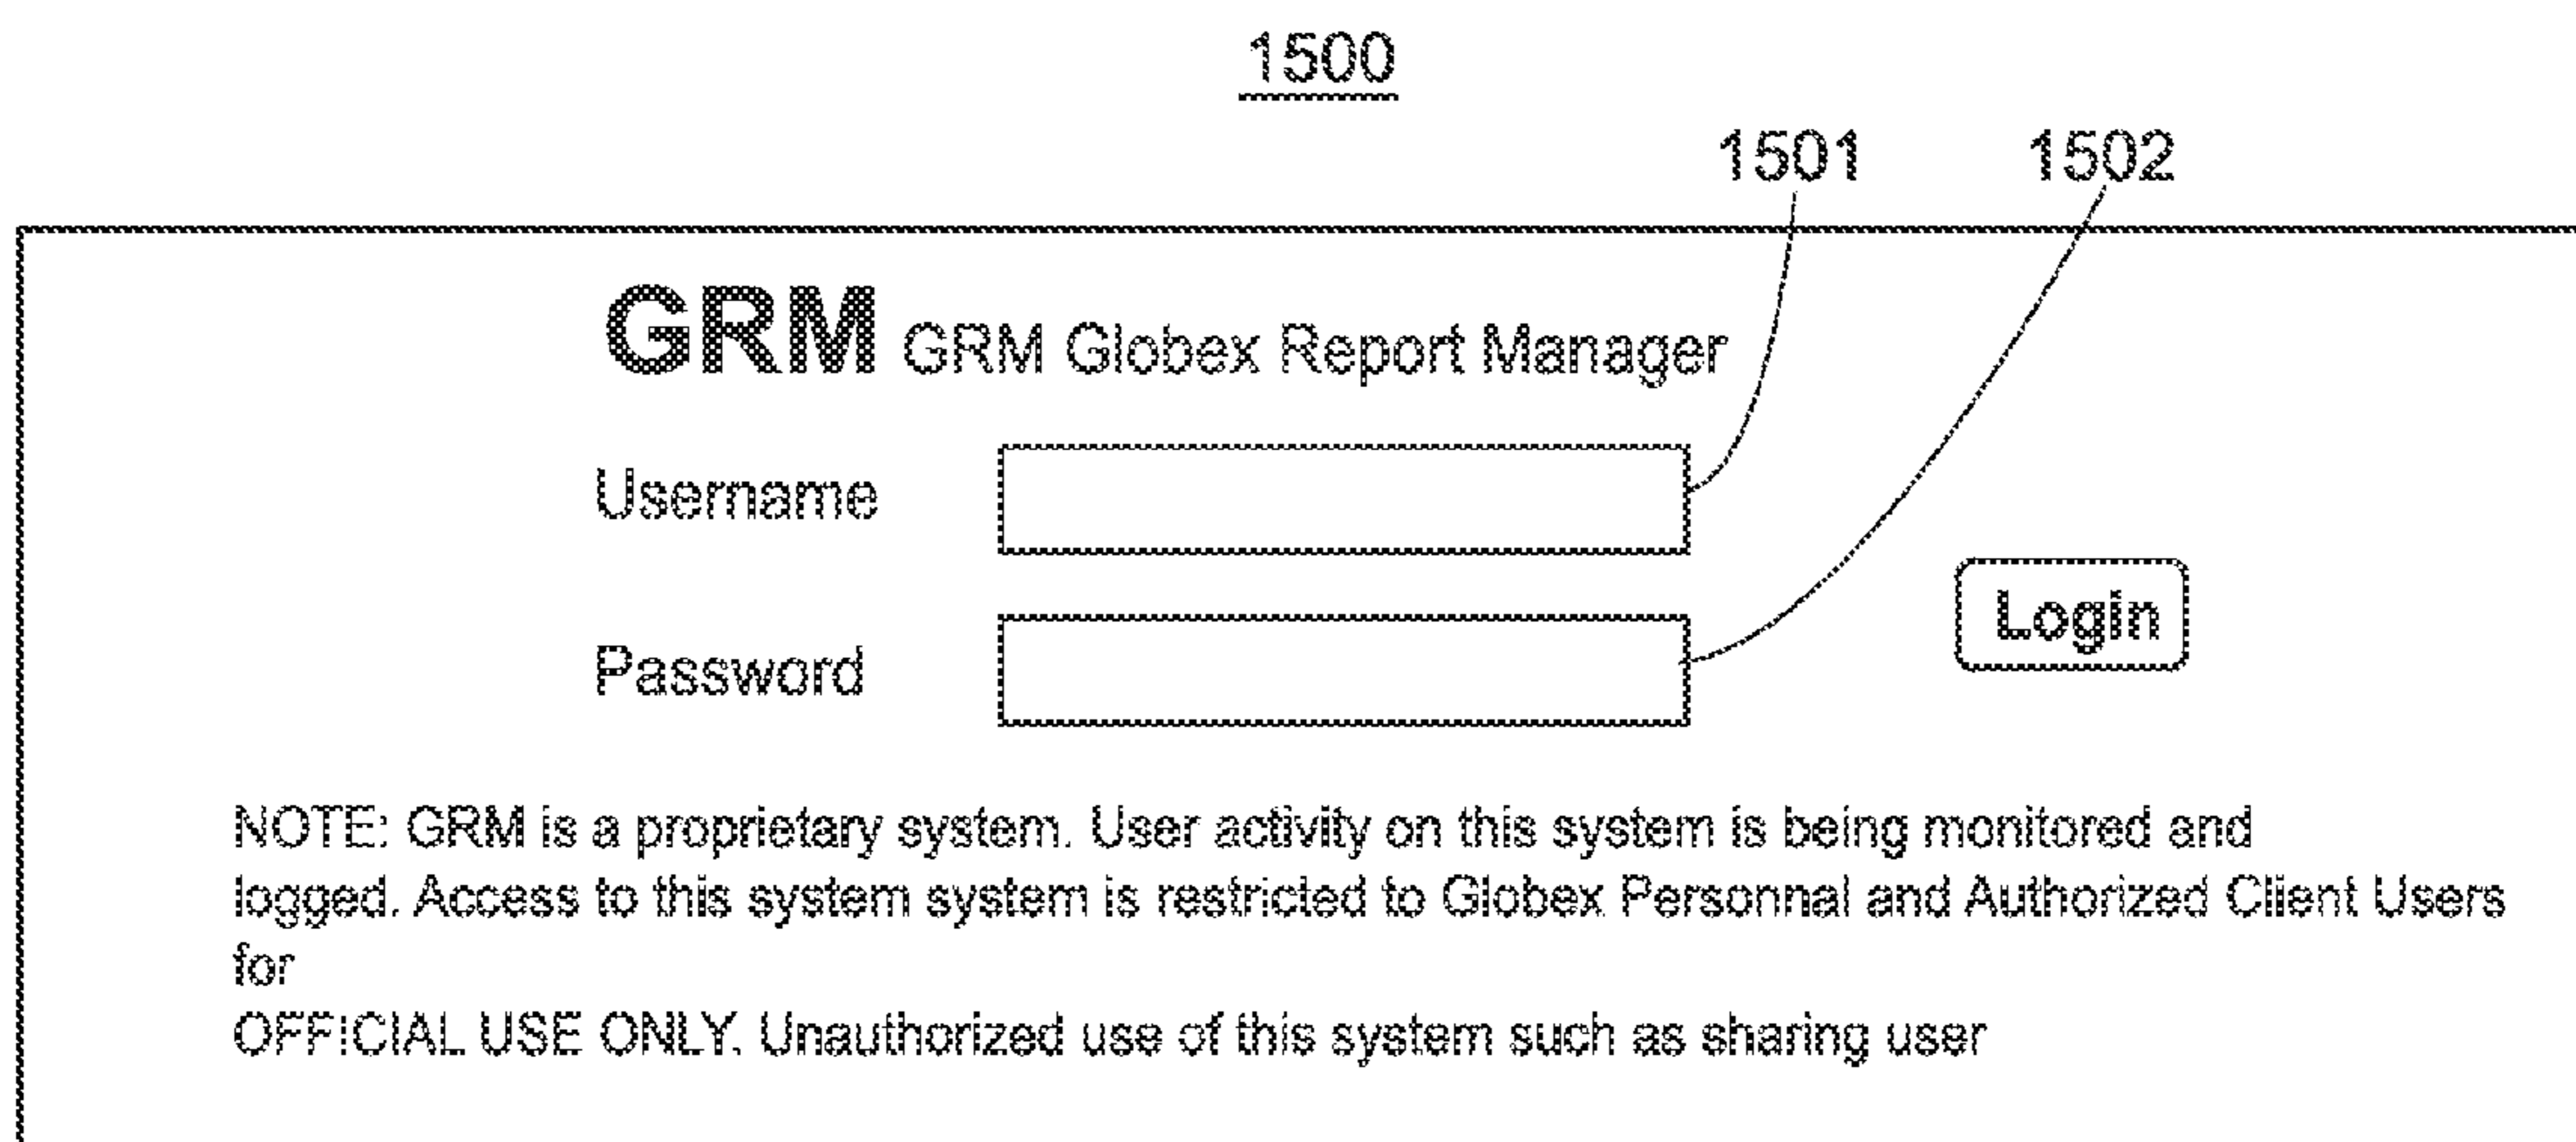 1500
1501 1502
GRM GRM Globex Report Manager
Username
Login
Password
NOTE: GRM is a proprietary system. User activity on this system is being monitored and
logged. Access to this system system is restricted to Globex Personnal and Authorized Client Users
for
OFFICIAL USE ONLY. Unauthorized use of this system such as sharing user